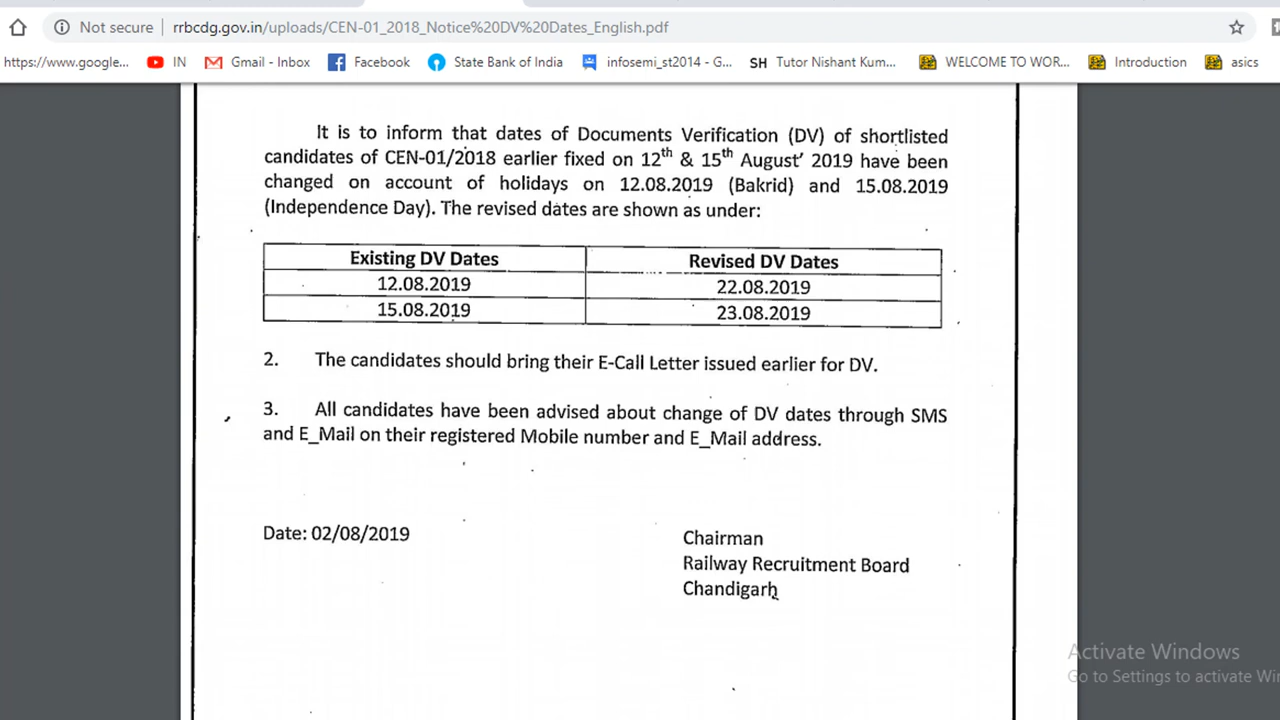 Not secure | rrbcdg.gov.in/uploads/CEN-01_2018_Notice%20DV%20Dates_English.pdf
https://www.google... IN Gmail - Inbox Facebook State Bank of India infosemi_st2014 - G... SH Tutor Nishant Kum... WELCOME TO WOR... Introduction asics
It is to inform that dates of Documents Verification (DV) of shortlisted
candidates of CEN-01/2018 earlier fixed on 12th & 15th August' 2019 have been
changed on account of holidays on 12.08.2019 (Bakrid) and 15.08.2019
(Independence Day). The revised dates are shown as under:
Existing DV Dates Revised DV Dates
12.08.2019 22.08.2019
15.08.2019 23.08.2019
2. The candidates should bring their E-Call Letter issued earlier for DV.
3. All candidates have been advised about change of DV dates through SMS
and E_Mail on their registered Mobile number and E_Mail address.
Date: 02/08/2019
Chairman
Railway Recruitment Board
Chandigarh
Activate Windows
Go to Settings to activate Win